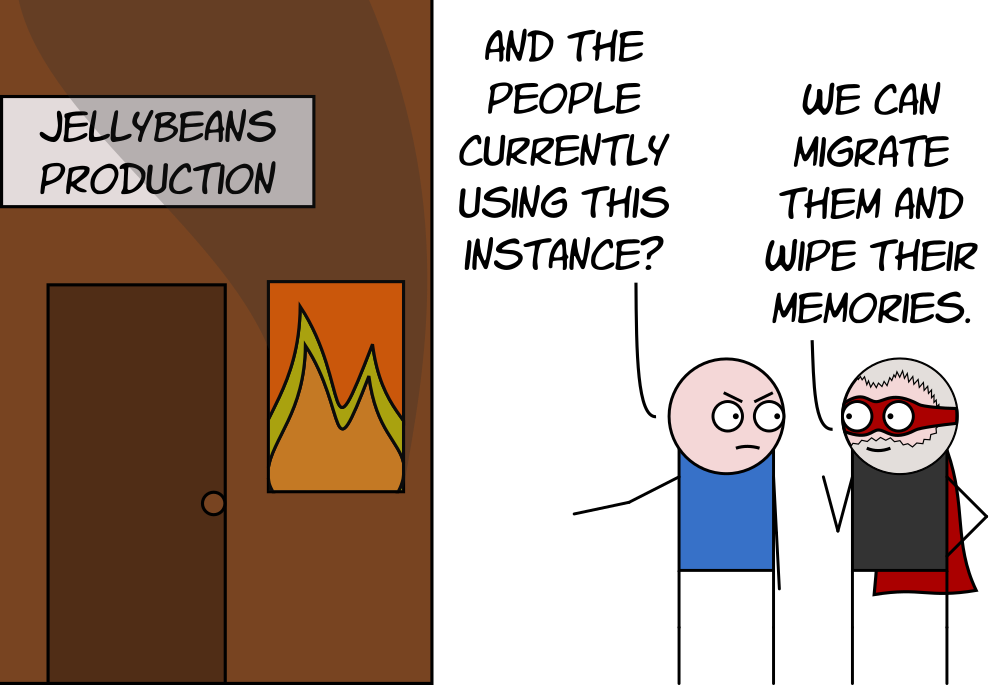 JELLYBEANS
PRODUCTION
AND THE
PEOPLE
CURRENTLY
USING THIS
INSTANCE?
WE CAN
MIGRATE
THEM AND
WIPE THEIR
MEMORIES.